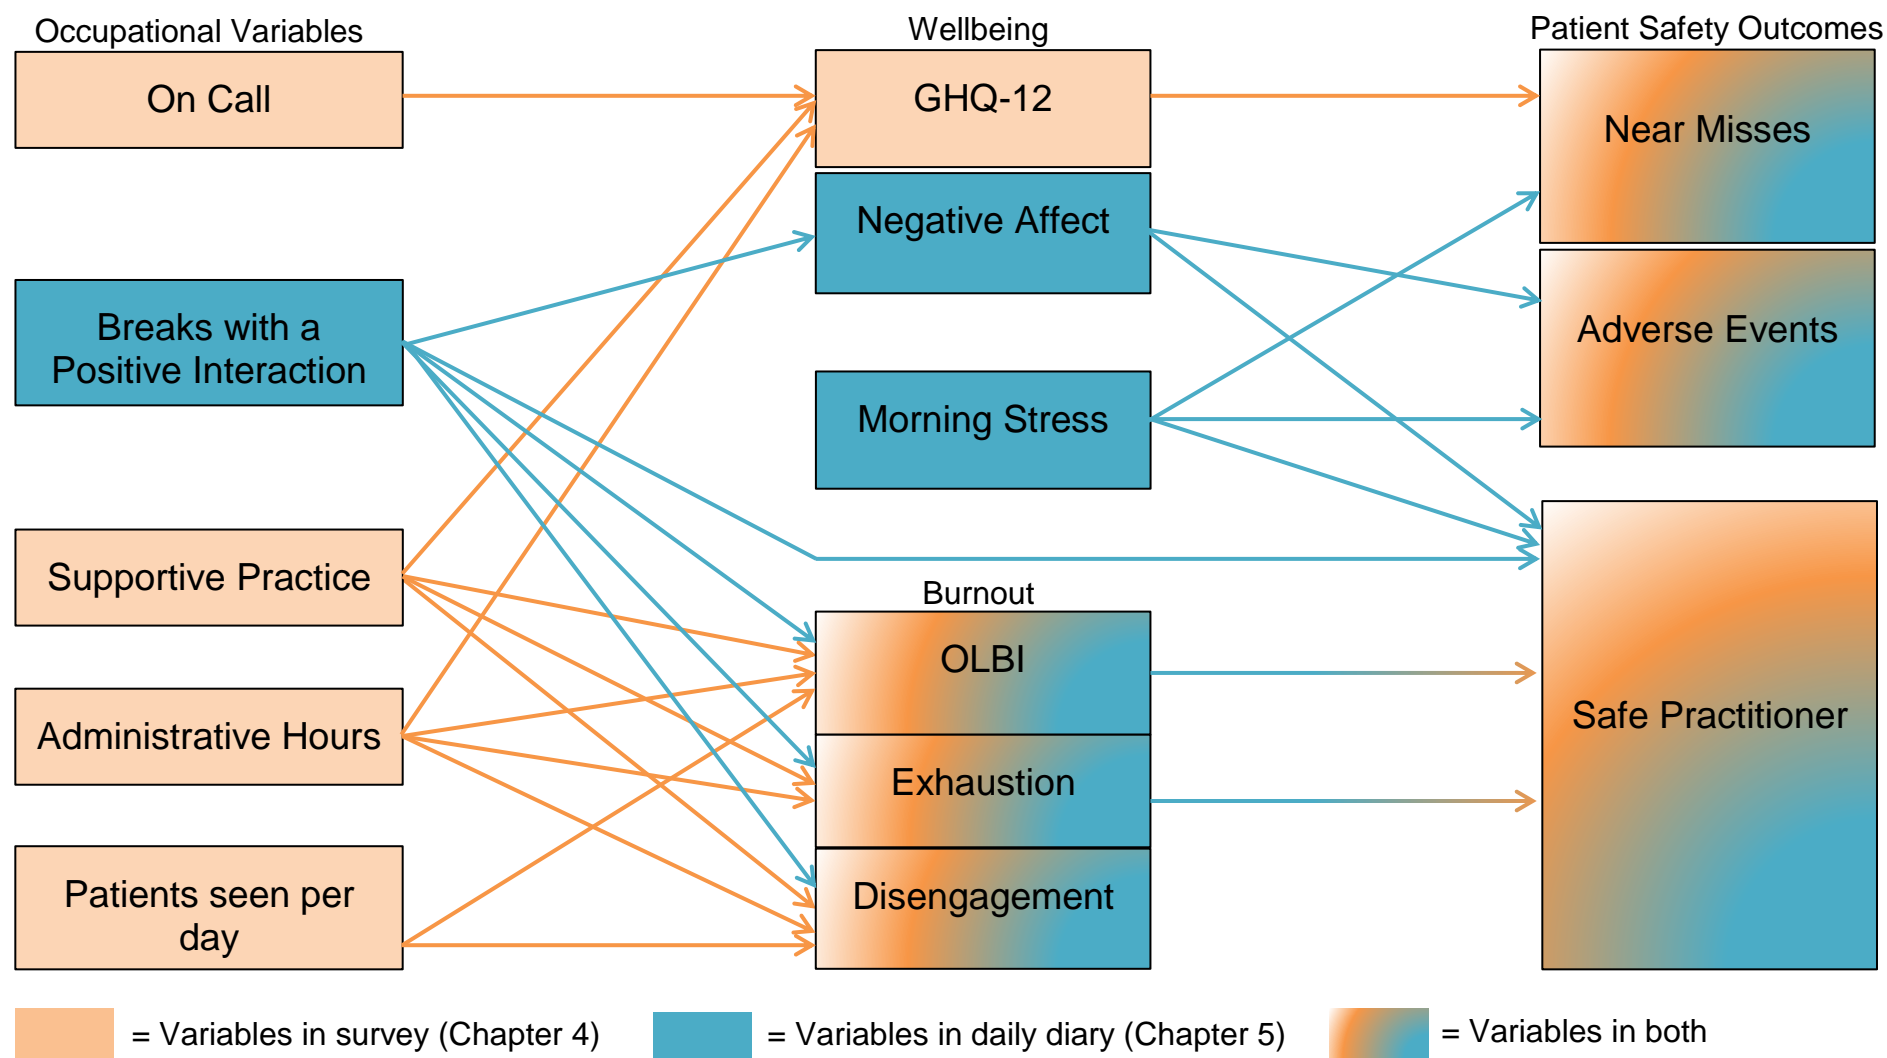 Occupational Variables
Wellbeing
Patient Safety Outcomes
On Call
GHQ-12
Near Misses
Negative Affect
Breaks with a
Positive Interaction
Adverse Events
Morning Stress
Supportive Practice
Burnout
OLBI
Safe Practitioner
Administrative Hours
Exhaustion
Patients seen per
day
Disengagement
= Variables in survey (Chapter 4)
= Variables in daily diary (Chapter 5)
= Variables in both